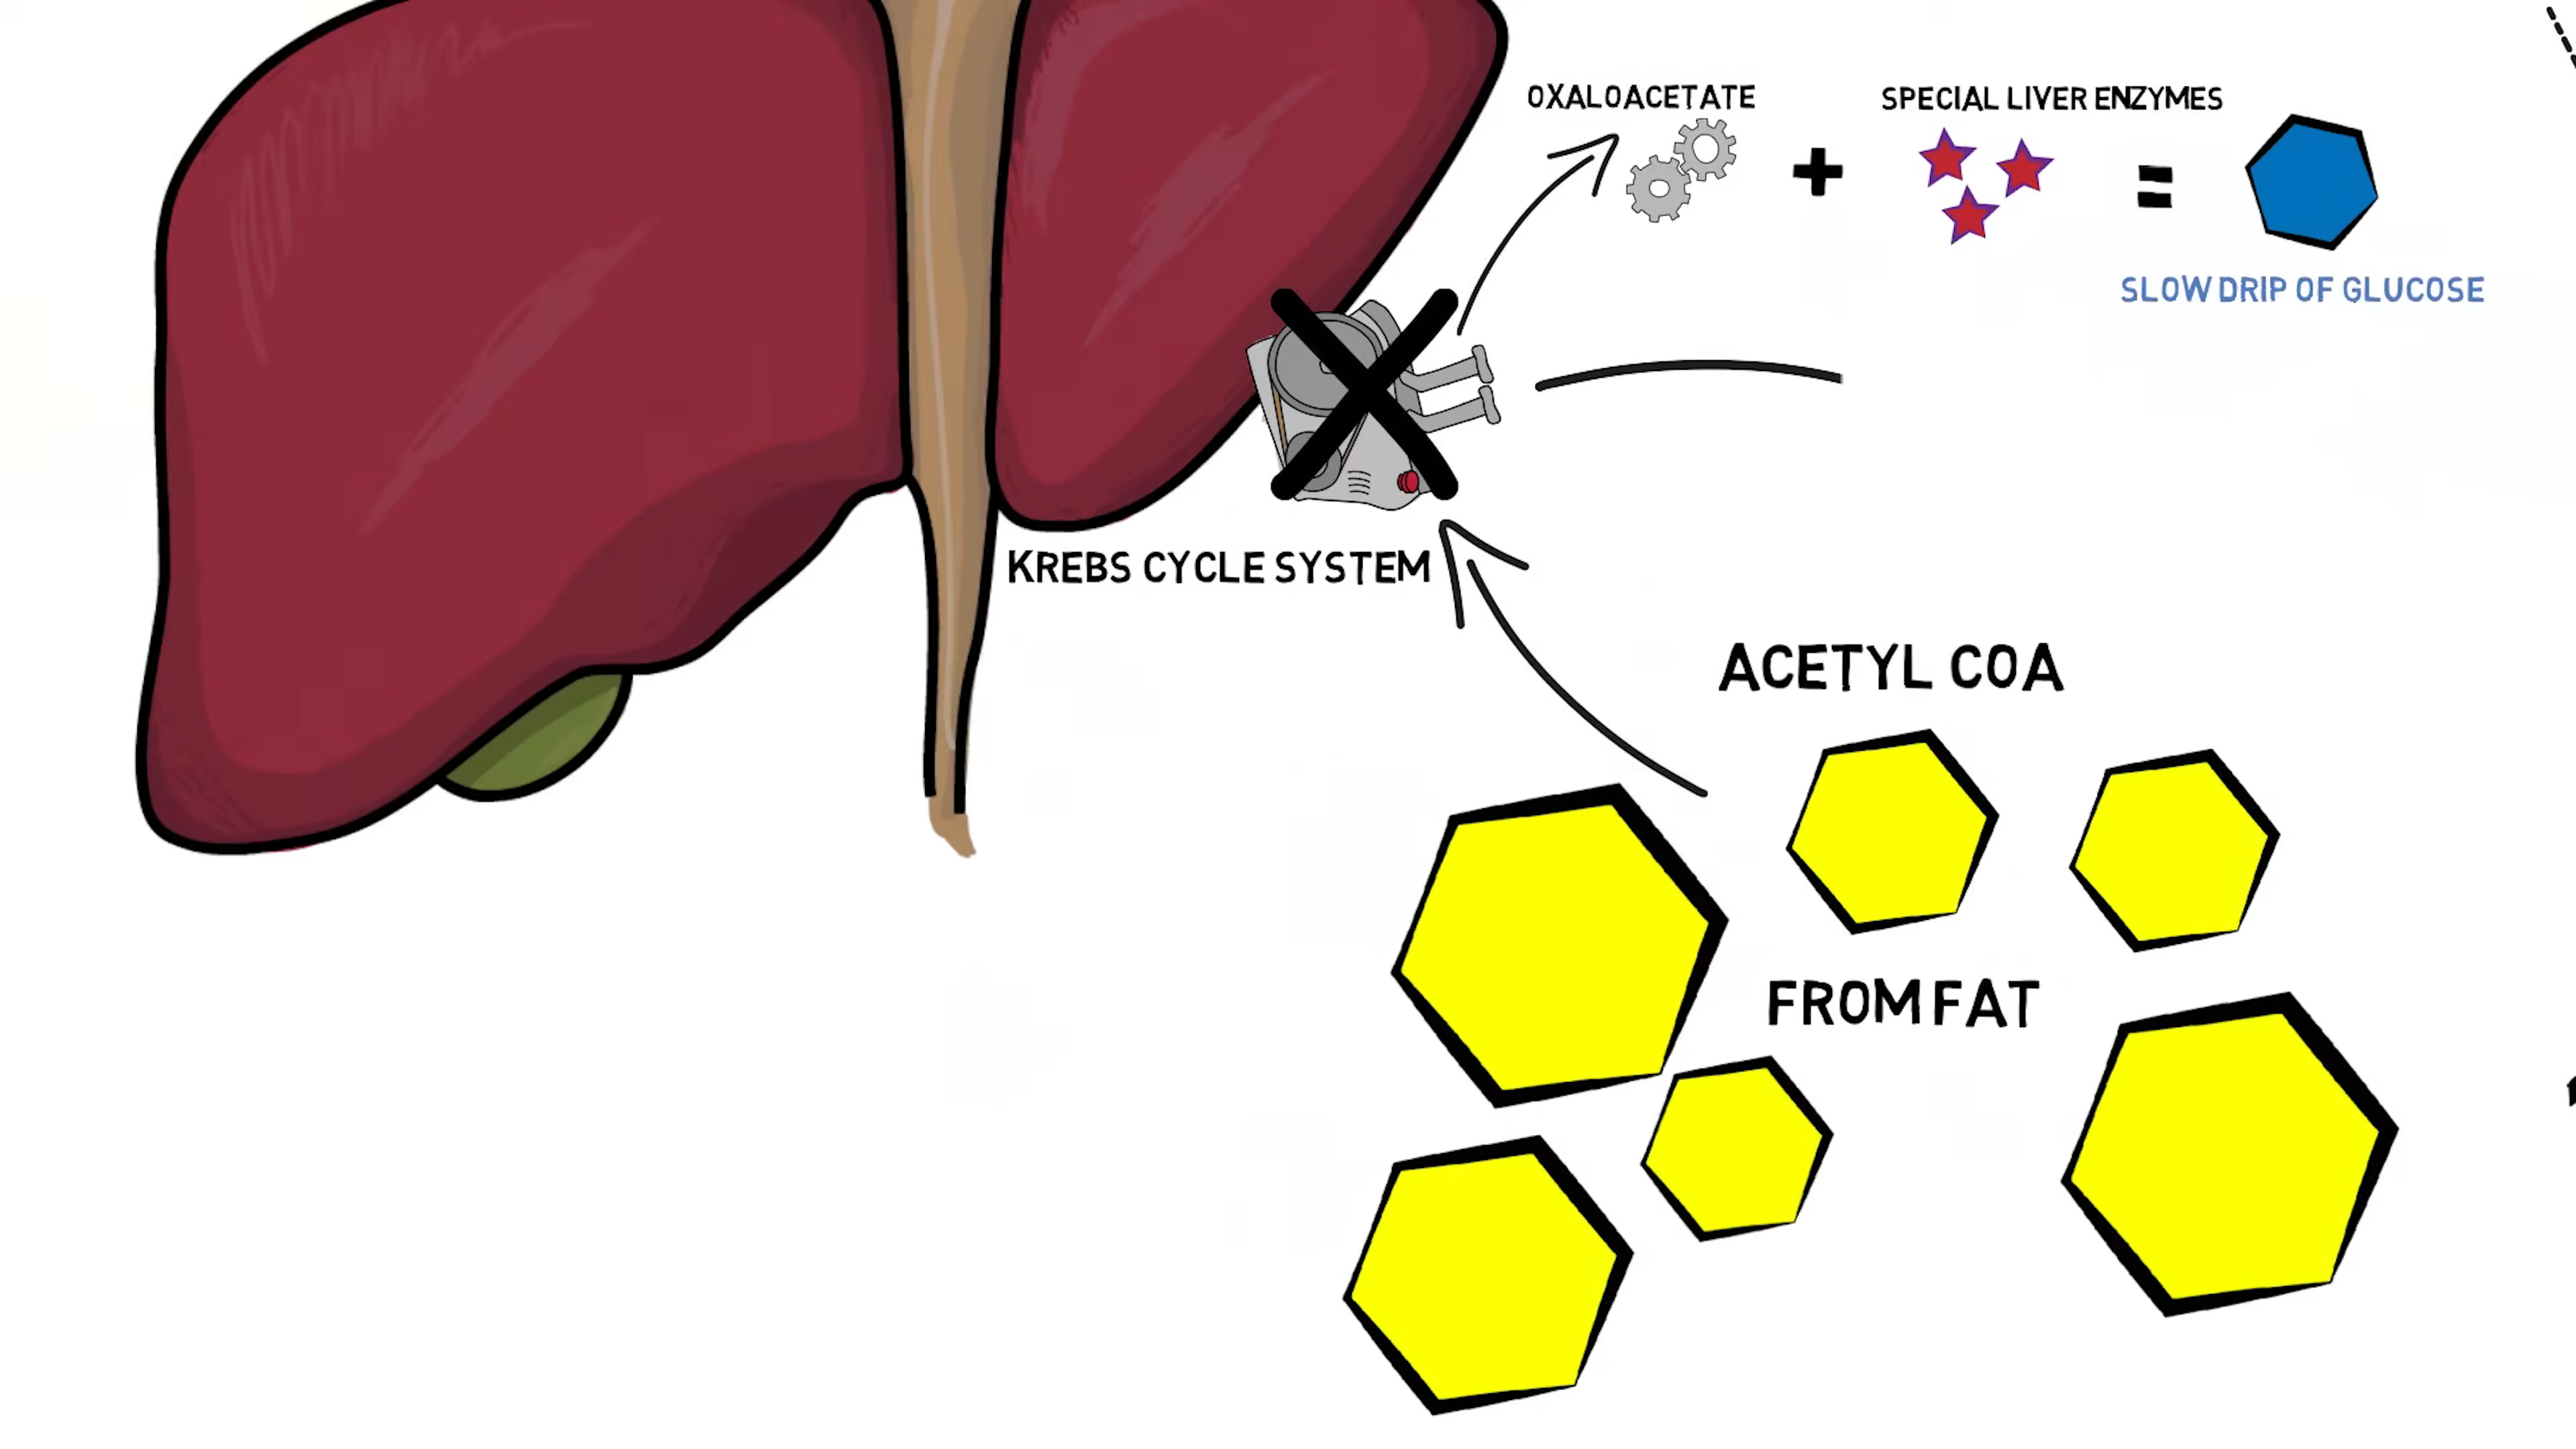 OXALOACETATE
SPECIAL LIVER ENZYMES
+
=
SLOW DRIP OF GLUCOSE
KREBS CYCLE SYSTEM
ACETYL COA
FROM FAT